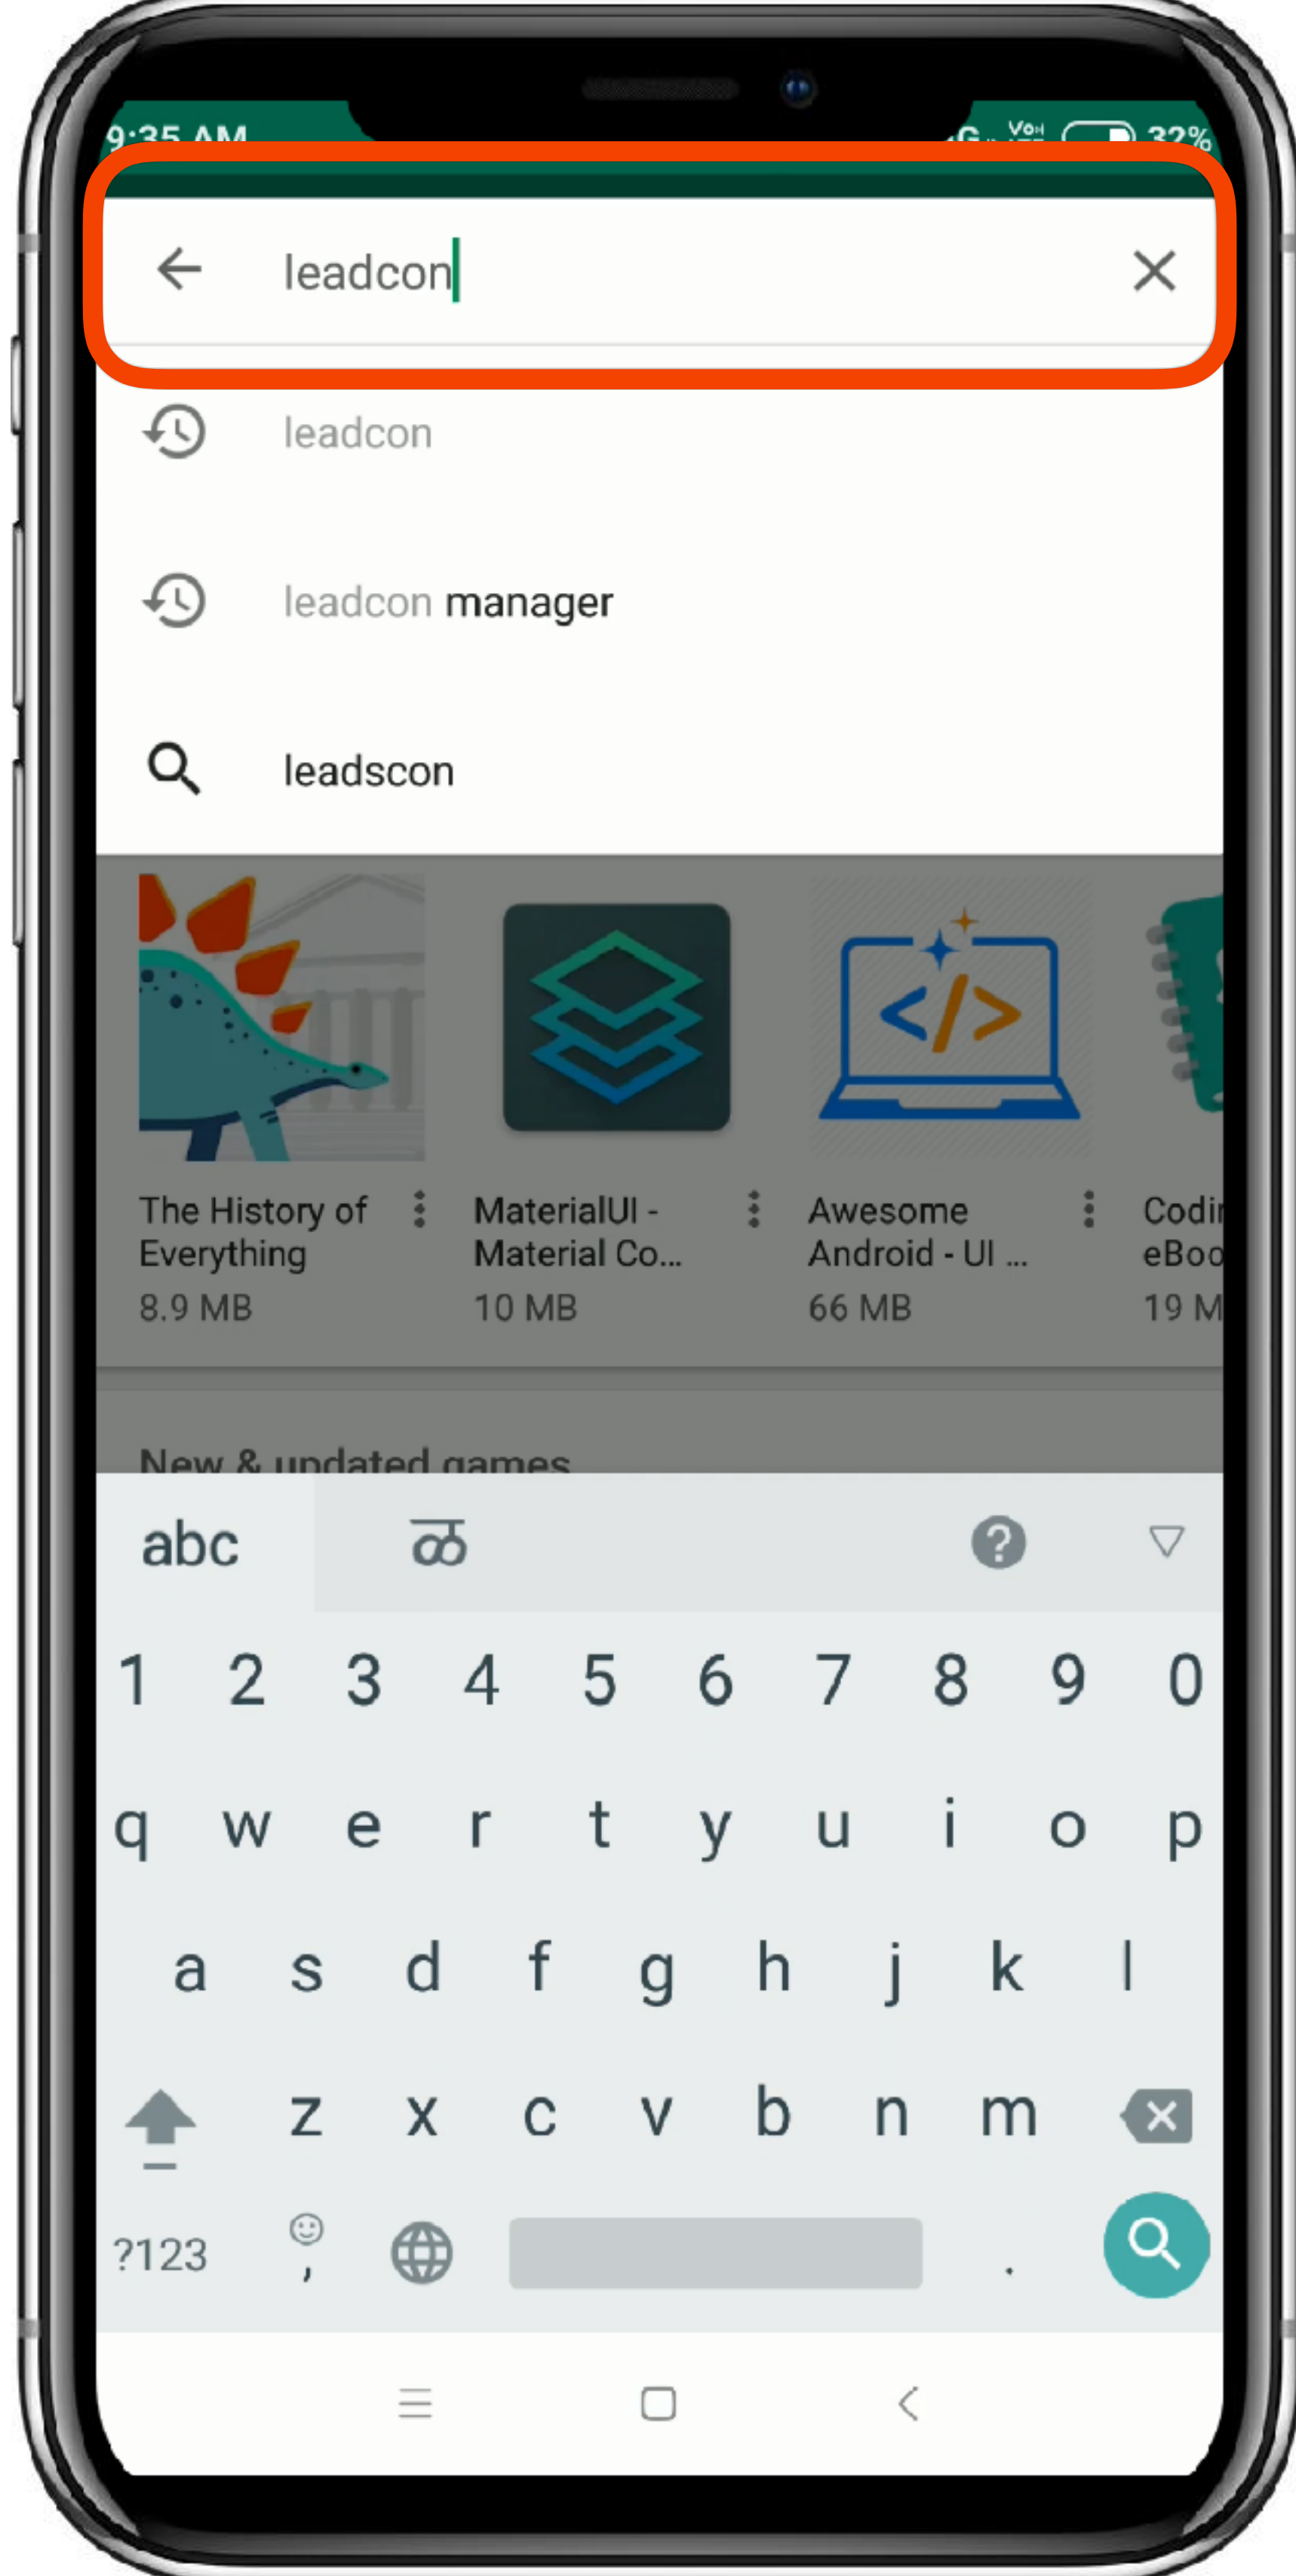 9:35 AM
32%
leadcon
leadcon
leadcon manager
leadscon
The History of
Everything
8.9 MB
MaterialUI -
Material Co...
10 MB
Awesome
Android - UI ...
66 MB
Codin
eBoo
19 M
New & updated games
abc
1 2 3 4 5 6 7 8 9 0
q w e r t y u i o p
a s d f g h j k l
z x c v b n m
?123 , .